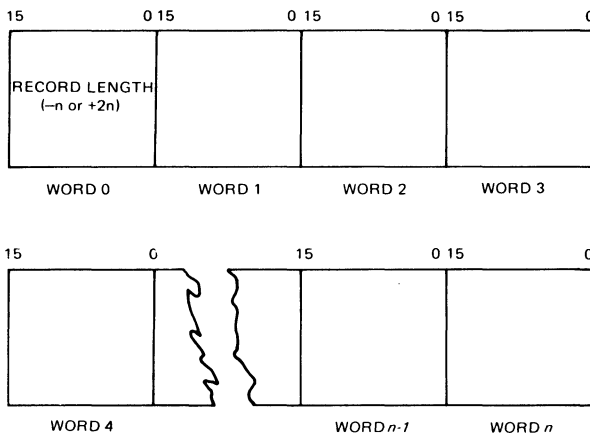 15 0 15 0 15 0 15 0
RECORD LENGTH
(–n or +2n)
WORD 0 WORD 1 WORD 2 WORD 3
15 0 15 0 15 0
WORD 4 WORD n-1 WORD n